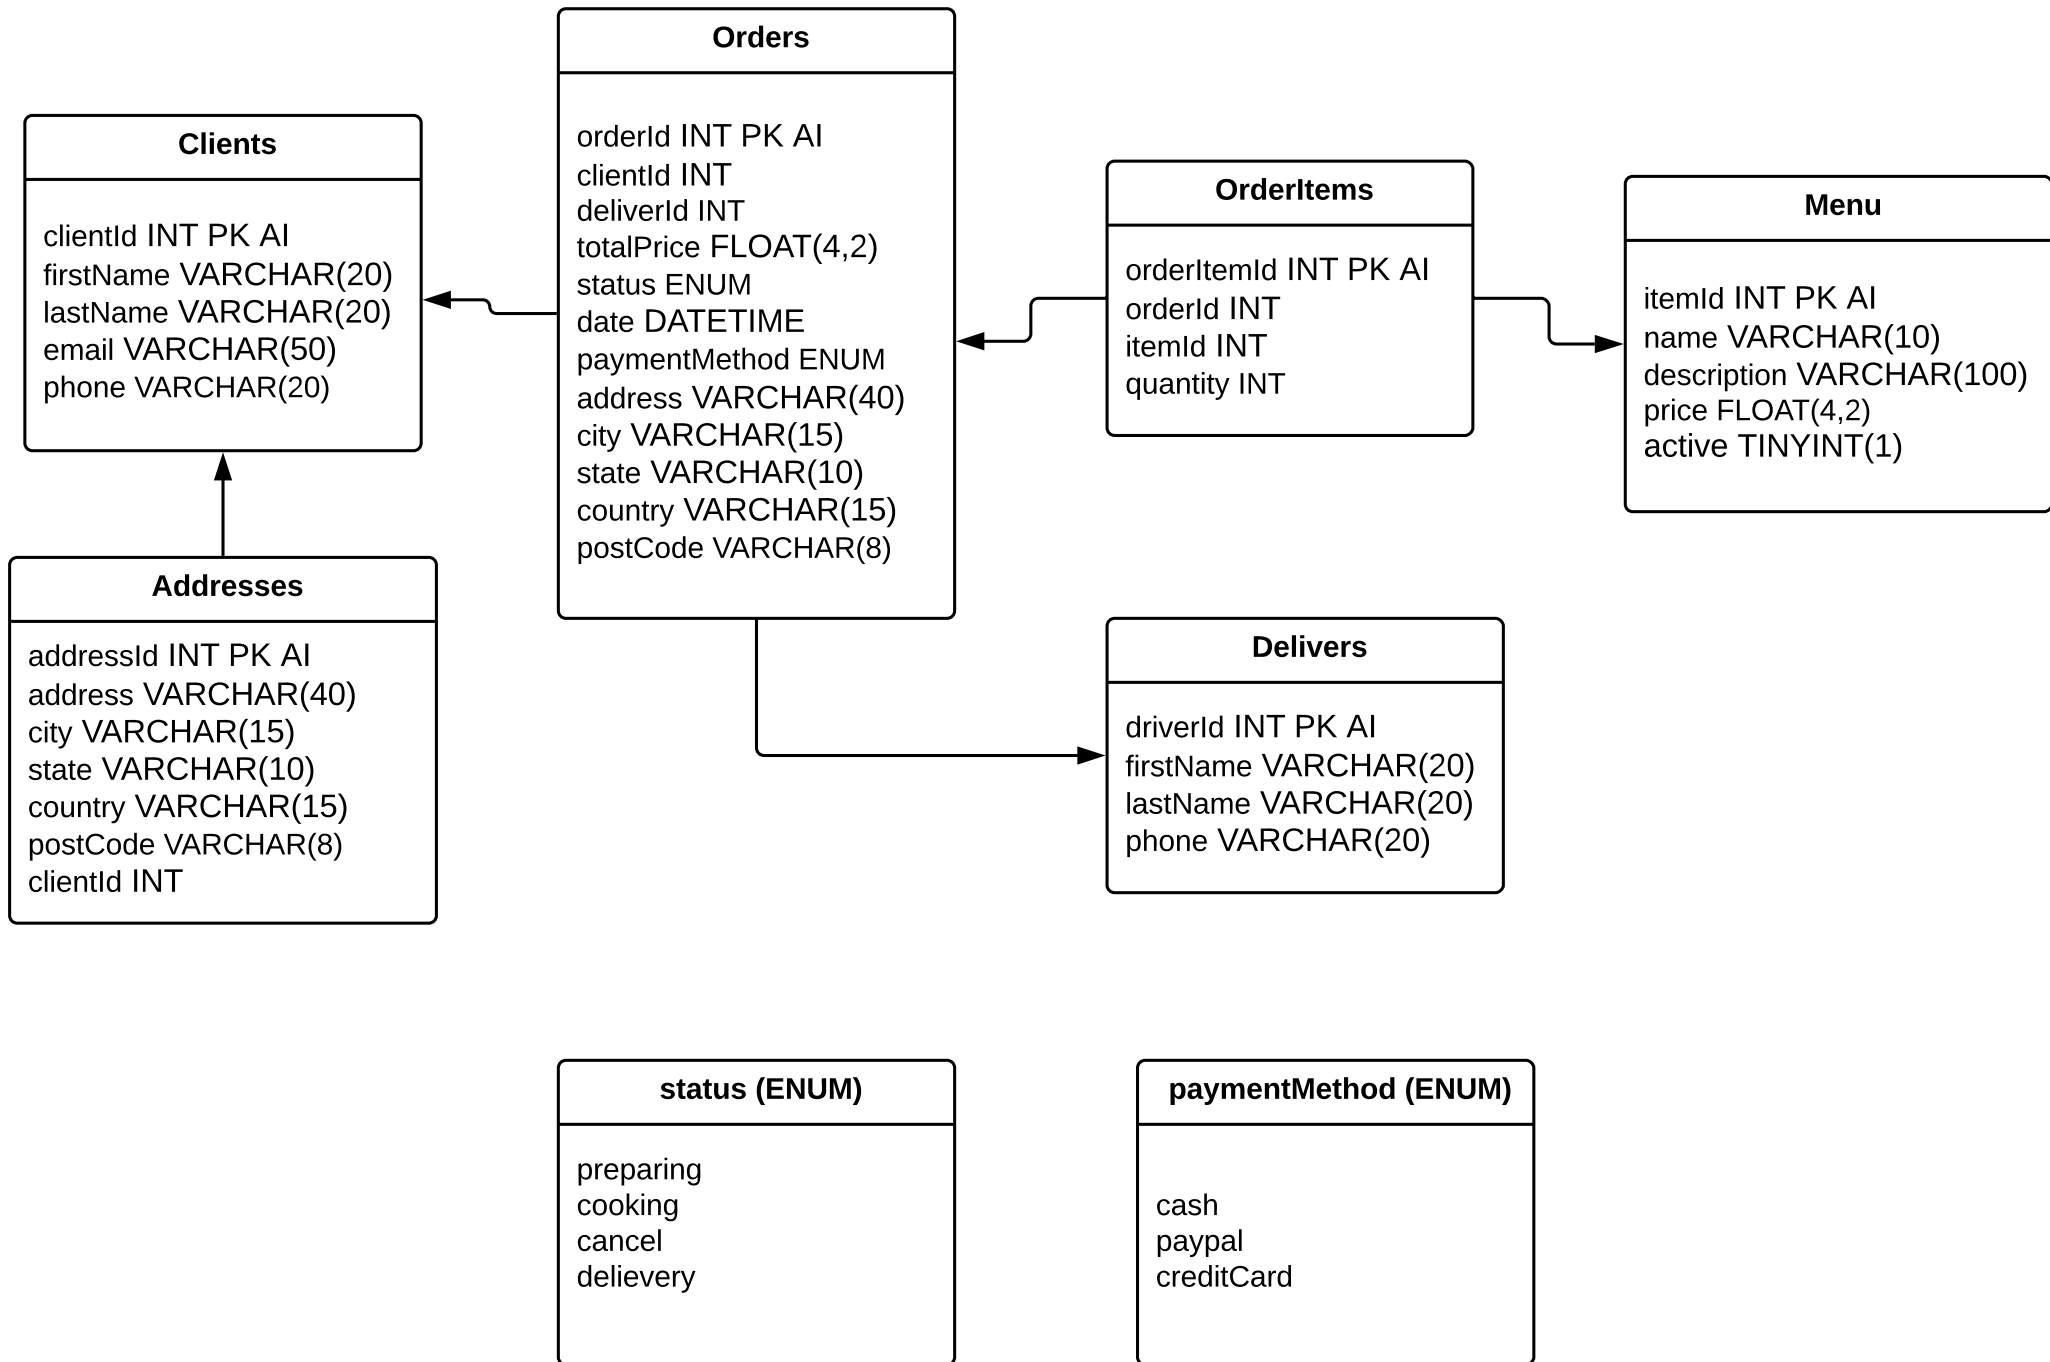 Orders
orderId INT PK AI
clientId INT
deliverId INT
totalPrice FLOAT(4,2)
status ENUM
date DATETIME
paymentMethod ENUM
address VARCHAR(40)
city VARCHAR(15)
state VARCHAR(10)
country VARCHAR(15)
postCode VARCHAR(8)
Clients
clientId INT PK AI
firstName VARCHAR(20)
lastName VARCHAR(20)
email VARCHAR(50)
phone VARCHAR(20)
OrderItems
orderItemId INT PK AI
orderId INT
itemId INT
quantity INT
Menu
itemId INT PK AI
name VARCHAR(10)
description VARCHAR(100)
price FLOAT(4,2)
active TINYINT(1)
Addresses
addressId INT PK AI
address VARCHAR(40)
city VARCHAR(15)
state VARCHAR(10)
country VARCHAR(15)
postCode VARCHAR(8)
clientId INT
Delivers
driverId INT PK AI
firstName VARCHAR(20)
lastName VARCHAR(20)
phone VARCHAR(20)
status (ENUM)
preparing
cooking
cancel
delievery
paymentMethod (ENUM)
cash
paypal
creditCard